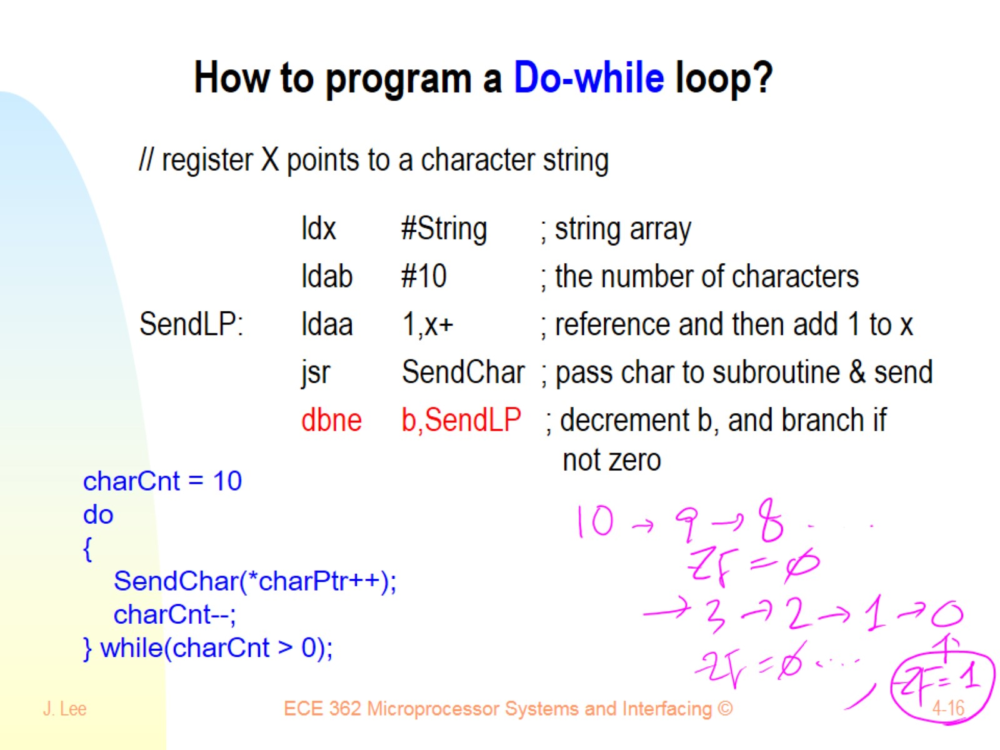 How to program a Do-while loop?
// register X points to a character string
ldx #String ; string array
ldab #10 ; the number of characters
SendLP: ldaa 1,x+ ; reference and then add 1 to x
jsr SendChar ; pass char to subroutine & send
dbne b,SendLP ; decrement b, and branch if
not zero
charCnt = 10
do
{
SendChar(*charPtr++);
charCnt--;
} while(charCnt > 0);
10 → 9 → 8 . . .
ZF = 0
→ 3 → 2 → 1 → 0
ZF = 0 ....
↑
ZF = 1
J. Lee
ECE 362 Microprocessor Systems and Interfacing ©
4-16